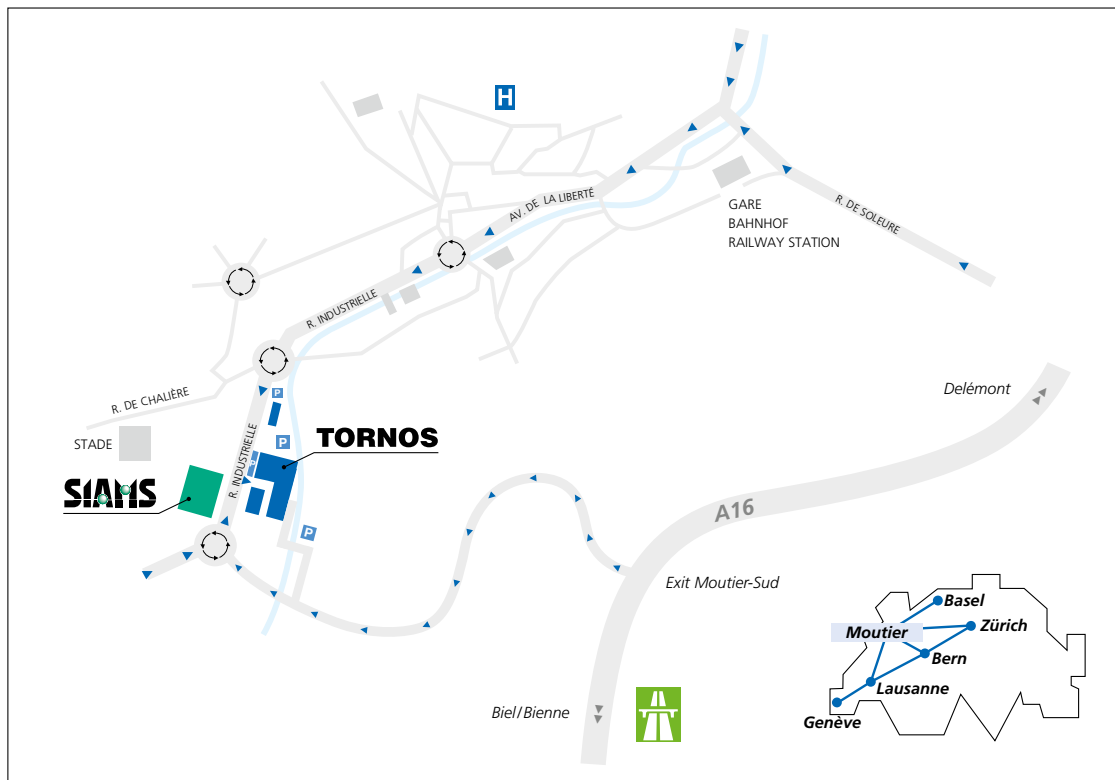 H
AV. DE LA LIBERTÉ
GARE
BAHNHOF
RAILWAY STATION
R. DE SOLEURE
R. INDUSTRIELLE
R. DE CHALIÈRE
STADE
P
P
P
P
R. INDUSTRIELLE
TORNOS
SIAMS
Delémont
A16
Exit Moutier-Sud
Biel/Bienne
Basel
Moutier
Zürich
Bern
Lausanne
Genève